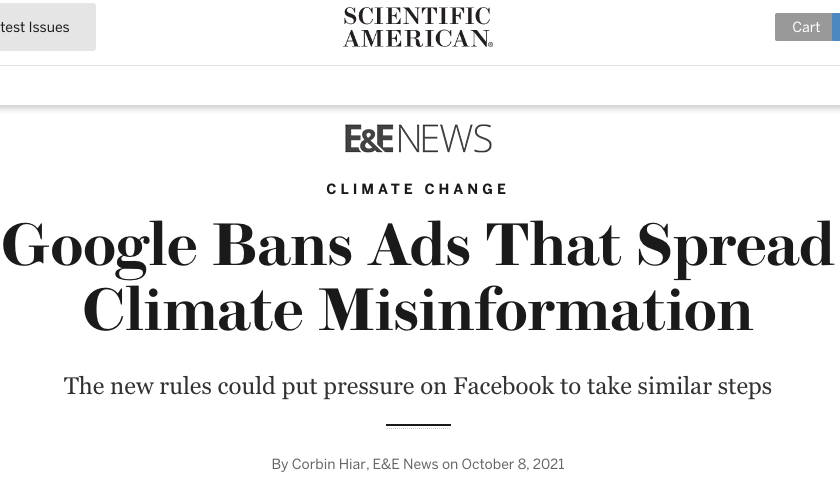 test Issues
SCIENTIFIC
AMERICAN®
Cart
E&E NEWS
CLIMATE CHANGE
Google Bans Ads That Spread
Climate Misinformation
The new rules could put pressure on Facebook to take similar steps
By Corbin Hiar, E&E News on October 8, 2021